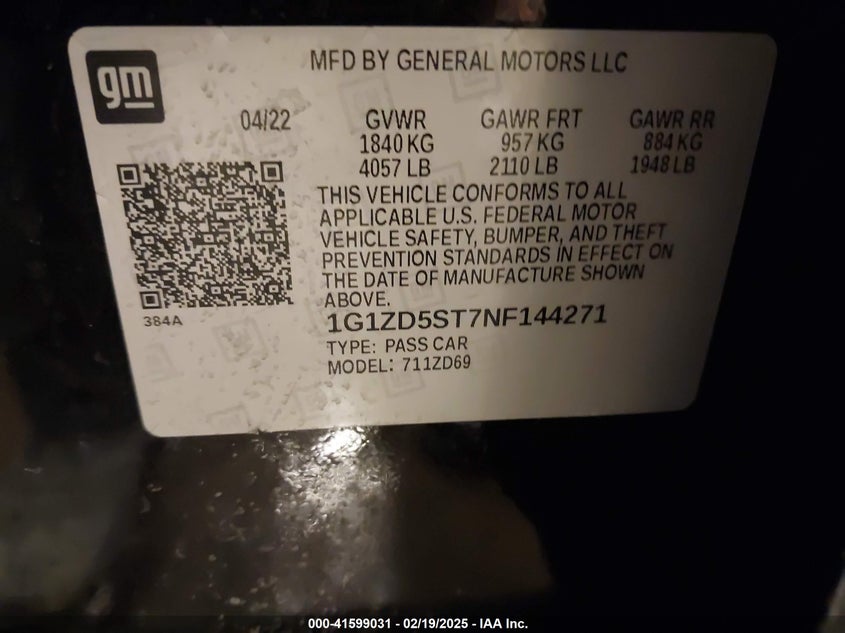 gm
MFD BY GENERAL MOTORS LLC
04/22 GVWR GAWR FRT GAWR RR
1840 KG 957 KG 884 KG
4057 LB 2110 LB 1948 LB
THIS VEHICLE CONFORMS TO ALL
APPLICABLE U.S. FEDERAL MOTOR
VEHICLE SAFETY, BUMPER, AND THEFT
PREVENTION STANDARDS IN EFFECT ON
THE DATE OF MANUFACTURE SHOWN
ABOVE.
384A
1G1ZD5ST7NF144271
TYPE: PASS CAR
MODEL: 711ZD69
000-41599031 - 02/19/2025 - IAA Inc.